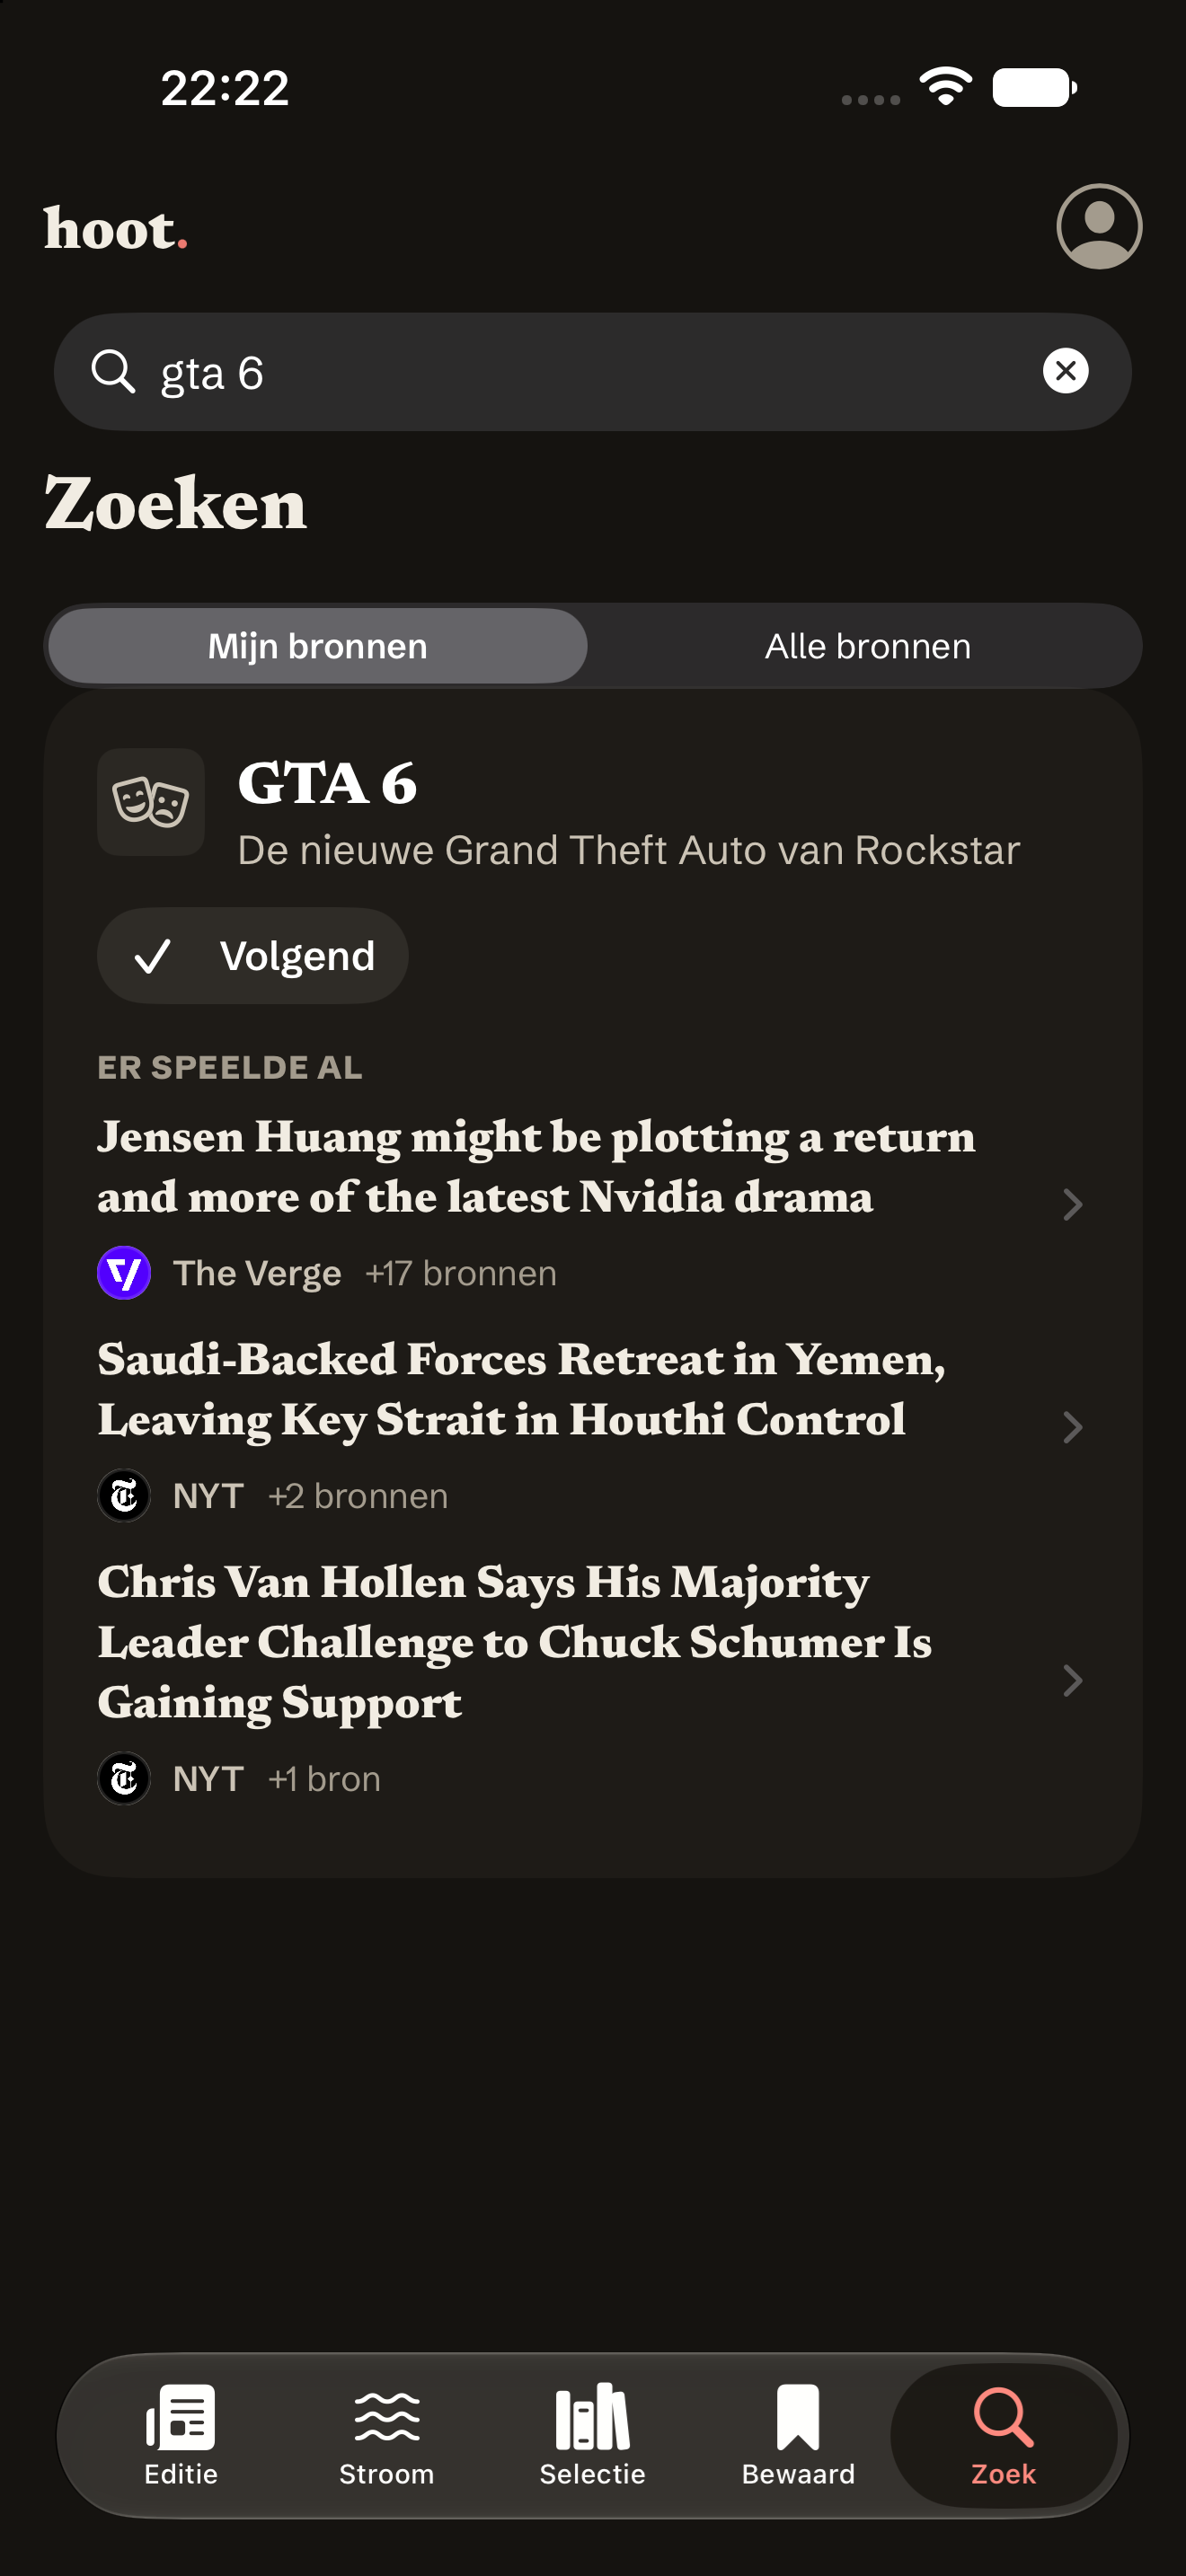 22:22
hoot.
gta 6
Zoeken
Mijn bronnen
Alle bronnen
GTA 6
De nieuwe Grand Theft Auto van Rockstar
Volgend
ER SPEELDE AL
Jensen Huang might be plotting a return
and more of the latest Nvidia drama
The Verge +17 bronnen
Saudi-Backed Forces Retreat in Yemen,
Leaving Key Strait in Houthi Control
NYT +2 bronnen
Chris Van Hollen Says His Majority
Leader Challenge to Chuck Schumer Is
Gaining Support
NYT +1 bron
Editie
Stroom
Selectie
Bewaard
Zoek